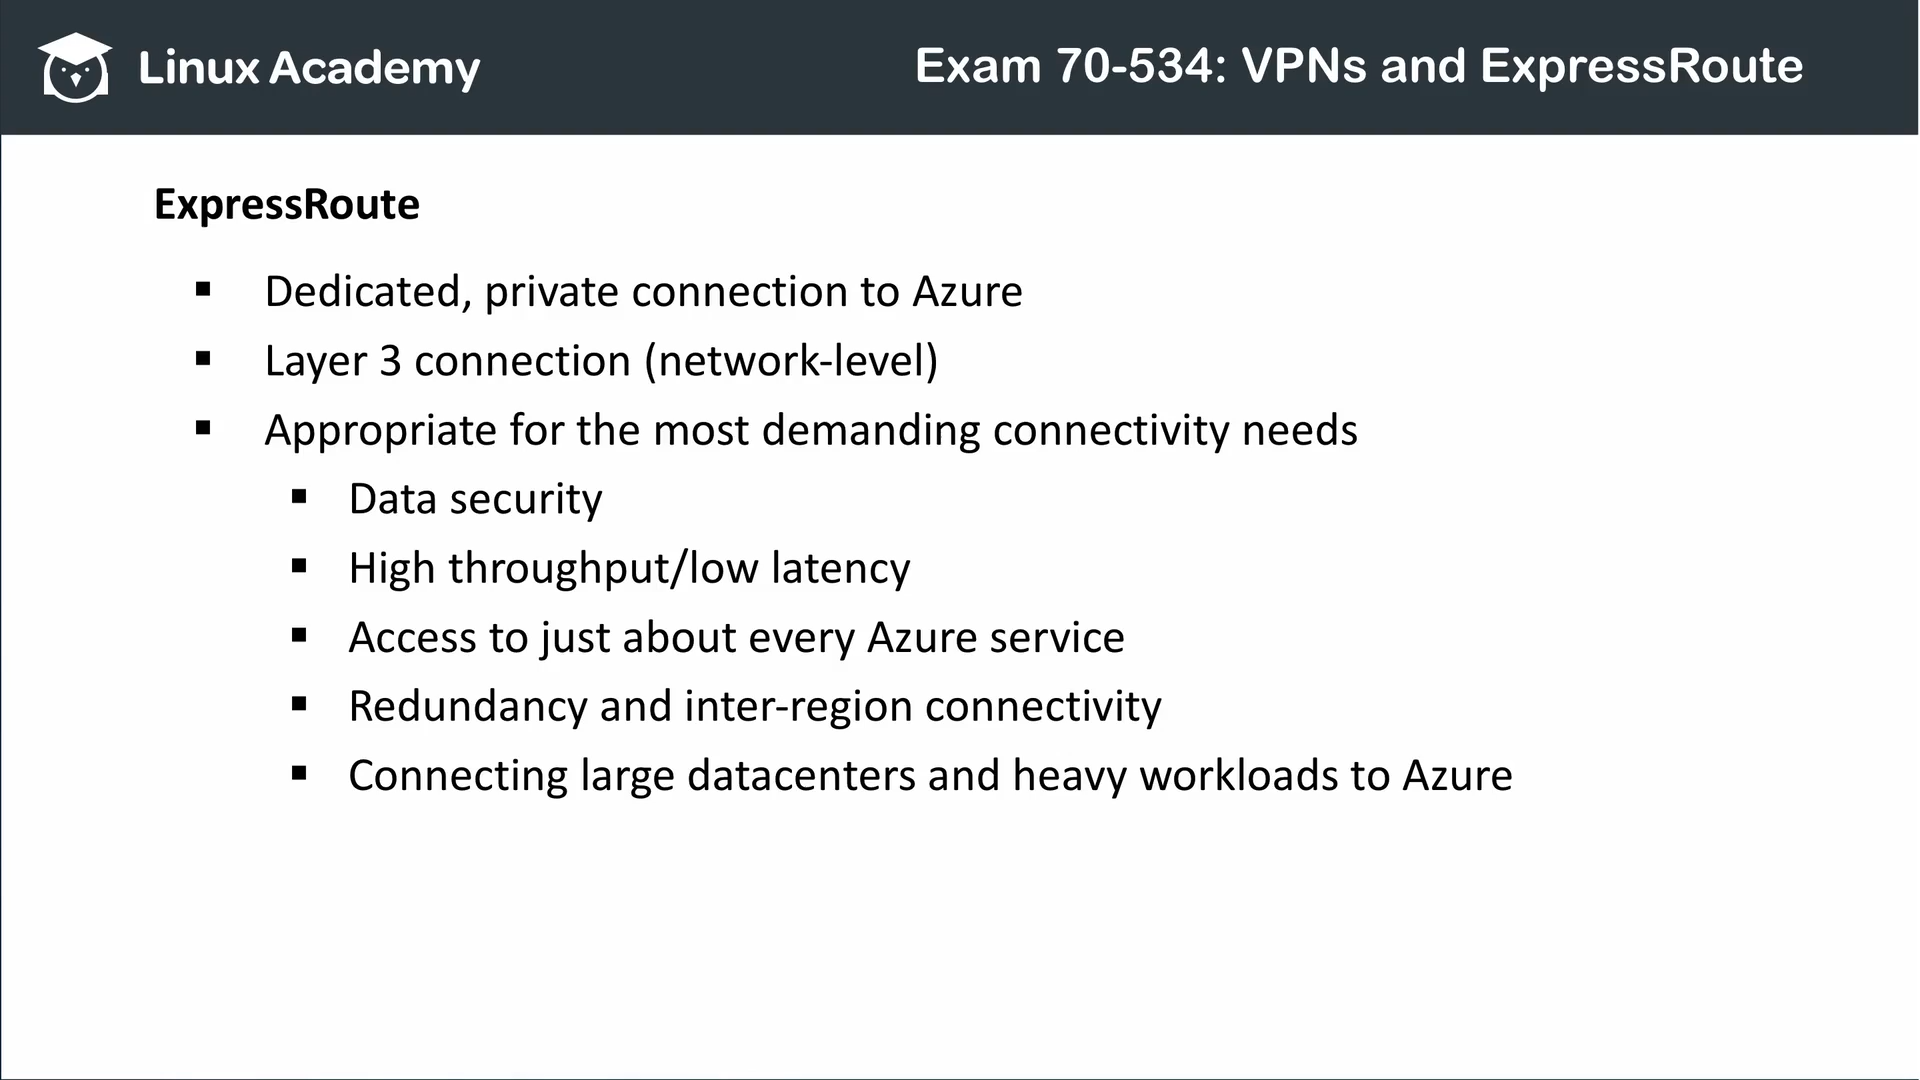 Linux Academy
Exam 70-534: VPNs and ExpressRoute
ExpressRoute
▪ Dedicated, private connection to Azure
▪ Layer 3 connection (network-level)
▪ Appropriate for the most demanding connectivity needs
▪ Data security
▪ High throughput/low latency
▪ Access to just about every Azure service
▪ Redundancy and inter-region connectivity
▪ Connecting large datacenters and heavy workloads to Azure